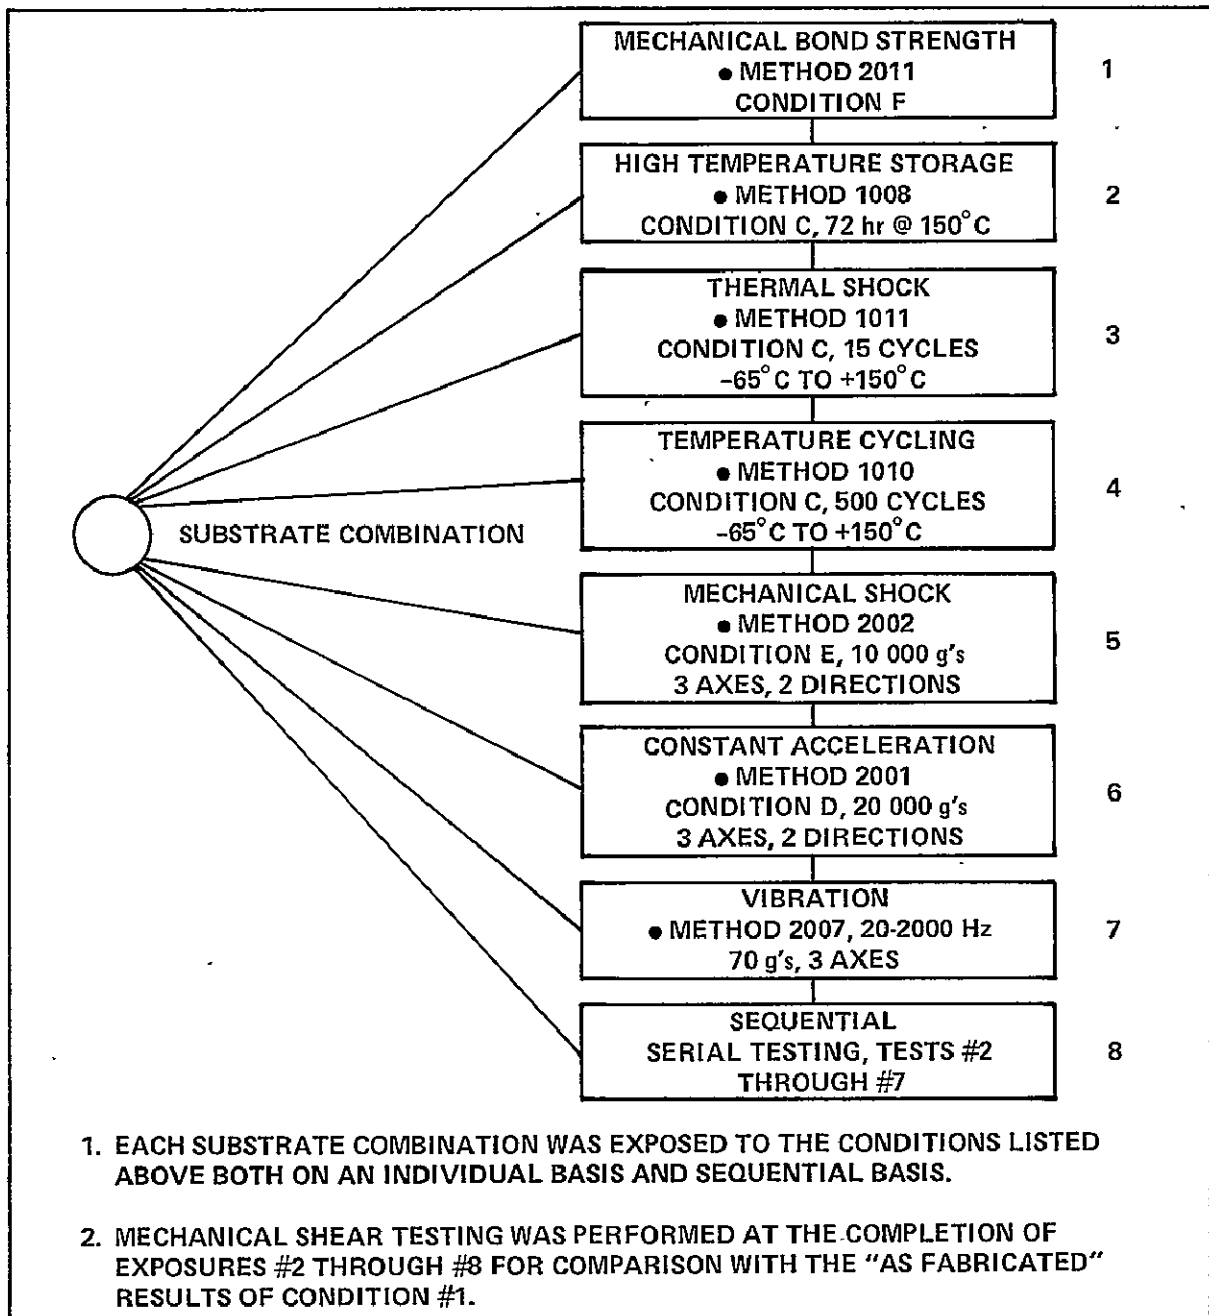 MECHANICAL BOND STRENGTH
● METHOD 2011
CONDITION F
1
HIGH TEMPERATURE STORAGE
● METHOD 1008
CONDITION C, 72 hr @ 150°C
2
THERMAL SHOCK
● METHOD 1011
CONDITION C, 15 CYCLES
-65°C TO +150°C
3
TEMPERATURE CYCLING
● METHOD 1010
CONDITION C, 500 CYCLES
-65°C TO +150°C
4
SUBSTRATE COMBINATION
MECHANICAL SHOCK
● METHOD 2002
CONDITION E, 10 000 g's
3 AXES, 2 DIRECTIONS
5
CONSTANT ACCELERATION
● METHOD 2001
CONDITION D, 20 000 g's
3 AXES, 2 DIRECTIONS
6
VIBRATION
● METHOD 2007, 20-2000 Hz
70 g's, 3 AXES
7
SEQUENTIAL
SERIAL TESTING, TESTS #2
THROUGH #7
8
1. EACH SUBSTRATE COMBINATION WAS EXPOSED TO THE CONDITIONS LISTED
ABOVE BOTH ON AN INDIVIDUAL BASIS AND SEQUENTIAL BASIS.
2. MECHANICAL SHEAR TESTING WAS PERFORMED AT THE COMPLETION OF
EXPOSURES #2 THROUGH #8 FOR COMPARISON WITH THE "AS FABRICATED"
RESULTS OF CONDITION #1.